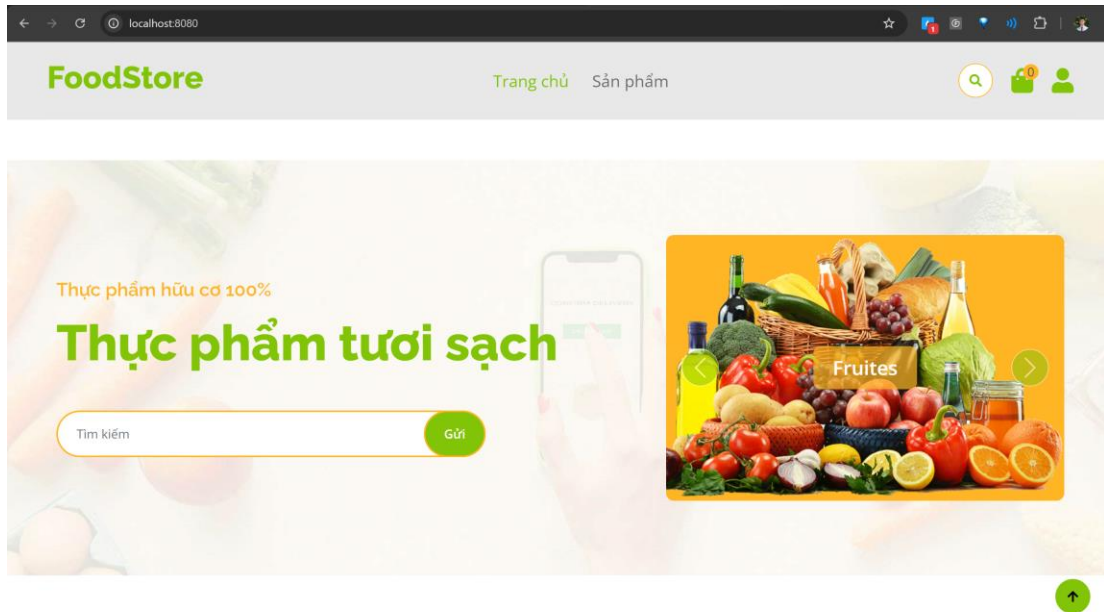 localhost:8080
1
FoodStore
Trang chủ Sản phẩm
0
Thực phẩm hữu cơ 100%
Thực phẩm tươi sạch
Fruites
Tìm kiếm
Gửi